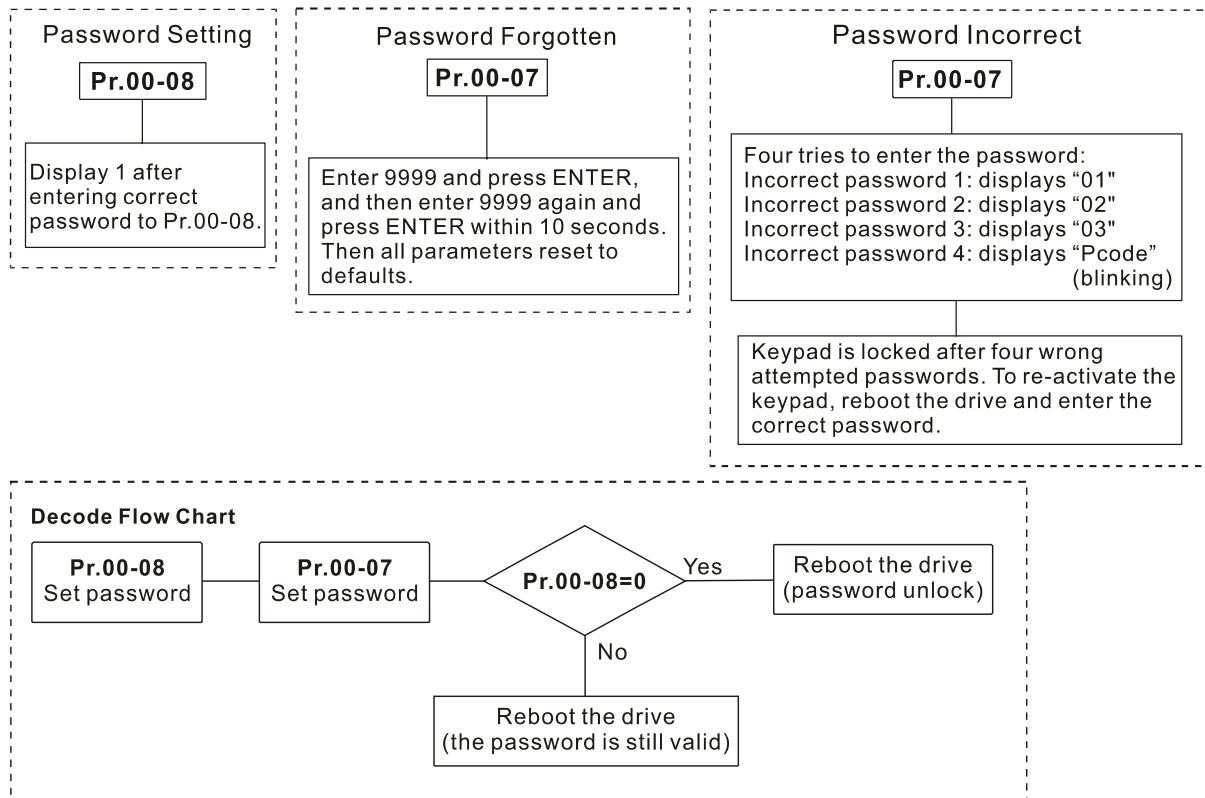 Password Setting
Pr.00-08
Display 1 after
entering correct
password to Pr.00-08.
Password Forgotten
Pr.00-07
Enter 9999 and press ENTER,
and then enter 9999 again and
press ENTER within 10 seconds.
Then all parameters reset to
defaults.
Password Incorrect
Pr.00-07
Four tries to enter the password:
Incorrect password 1: displays “01"
Incorrect password 2: displays “02"
Incorrect password 3: displays “03"
Incorrect password 4: displays “Pcode”
(blinking)
Keypad is locked after four wrong
attempted passwords. To re-activate the
keypad, reboot the drive and enter the
correct password.
Decode Flow Chart
Pr.00-08
Set password
Pr.00-07
Set password
Pr.00-08=0
Yes
Reboot the drive
(password unlock)
No
Reboot the drive
(the password is still valid)